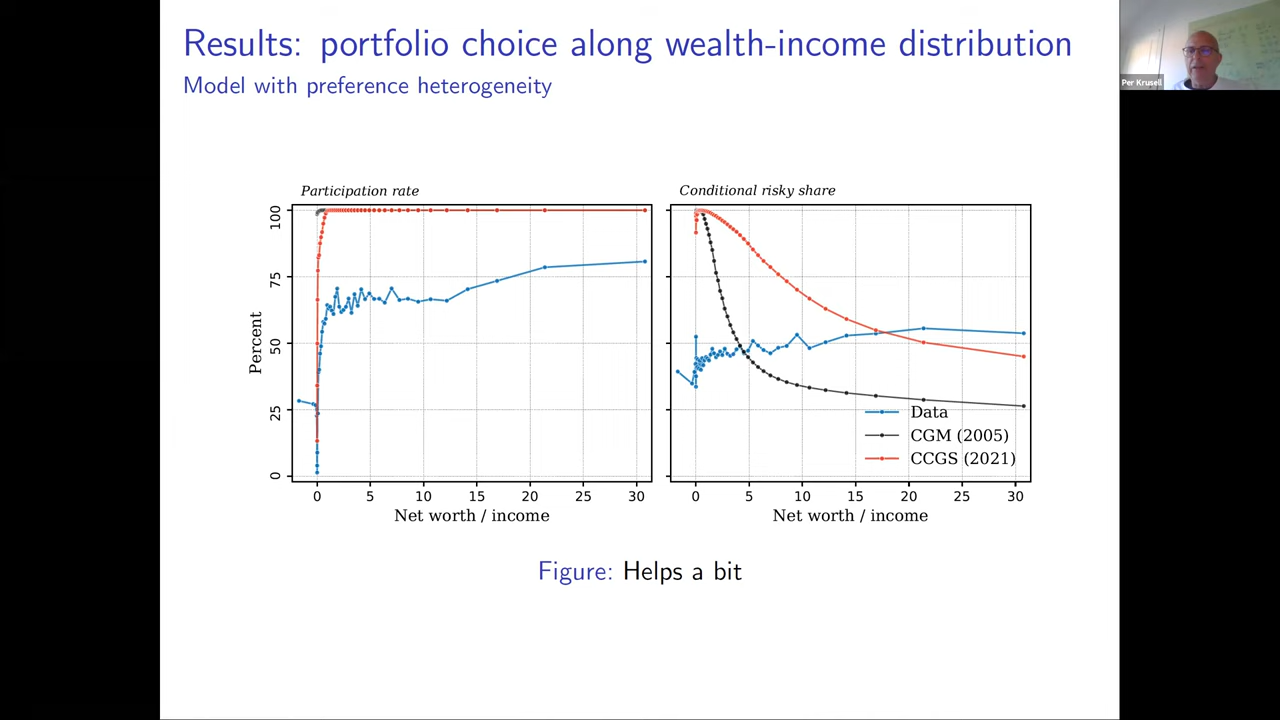 Results: portfolio choice along wealth-income distribution
Model with preference heterogeneity
Per Krusell
Participation rate
Conditional risky share
Percent
100
75
50
25
0
0 5 10 15 20 25 30
0 5 10 15 20 25 30
Net worth / income
Net worth / income
Data
CGM (2005)
CCGS (2021)
Figure: Helps a bit